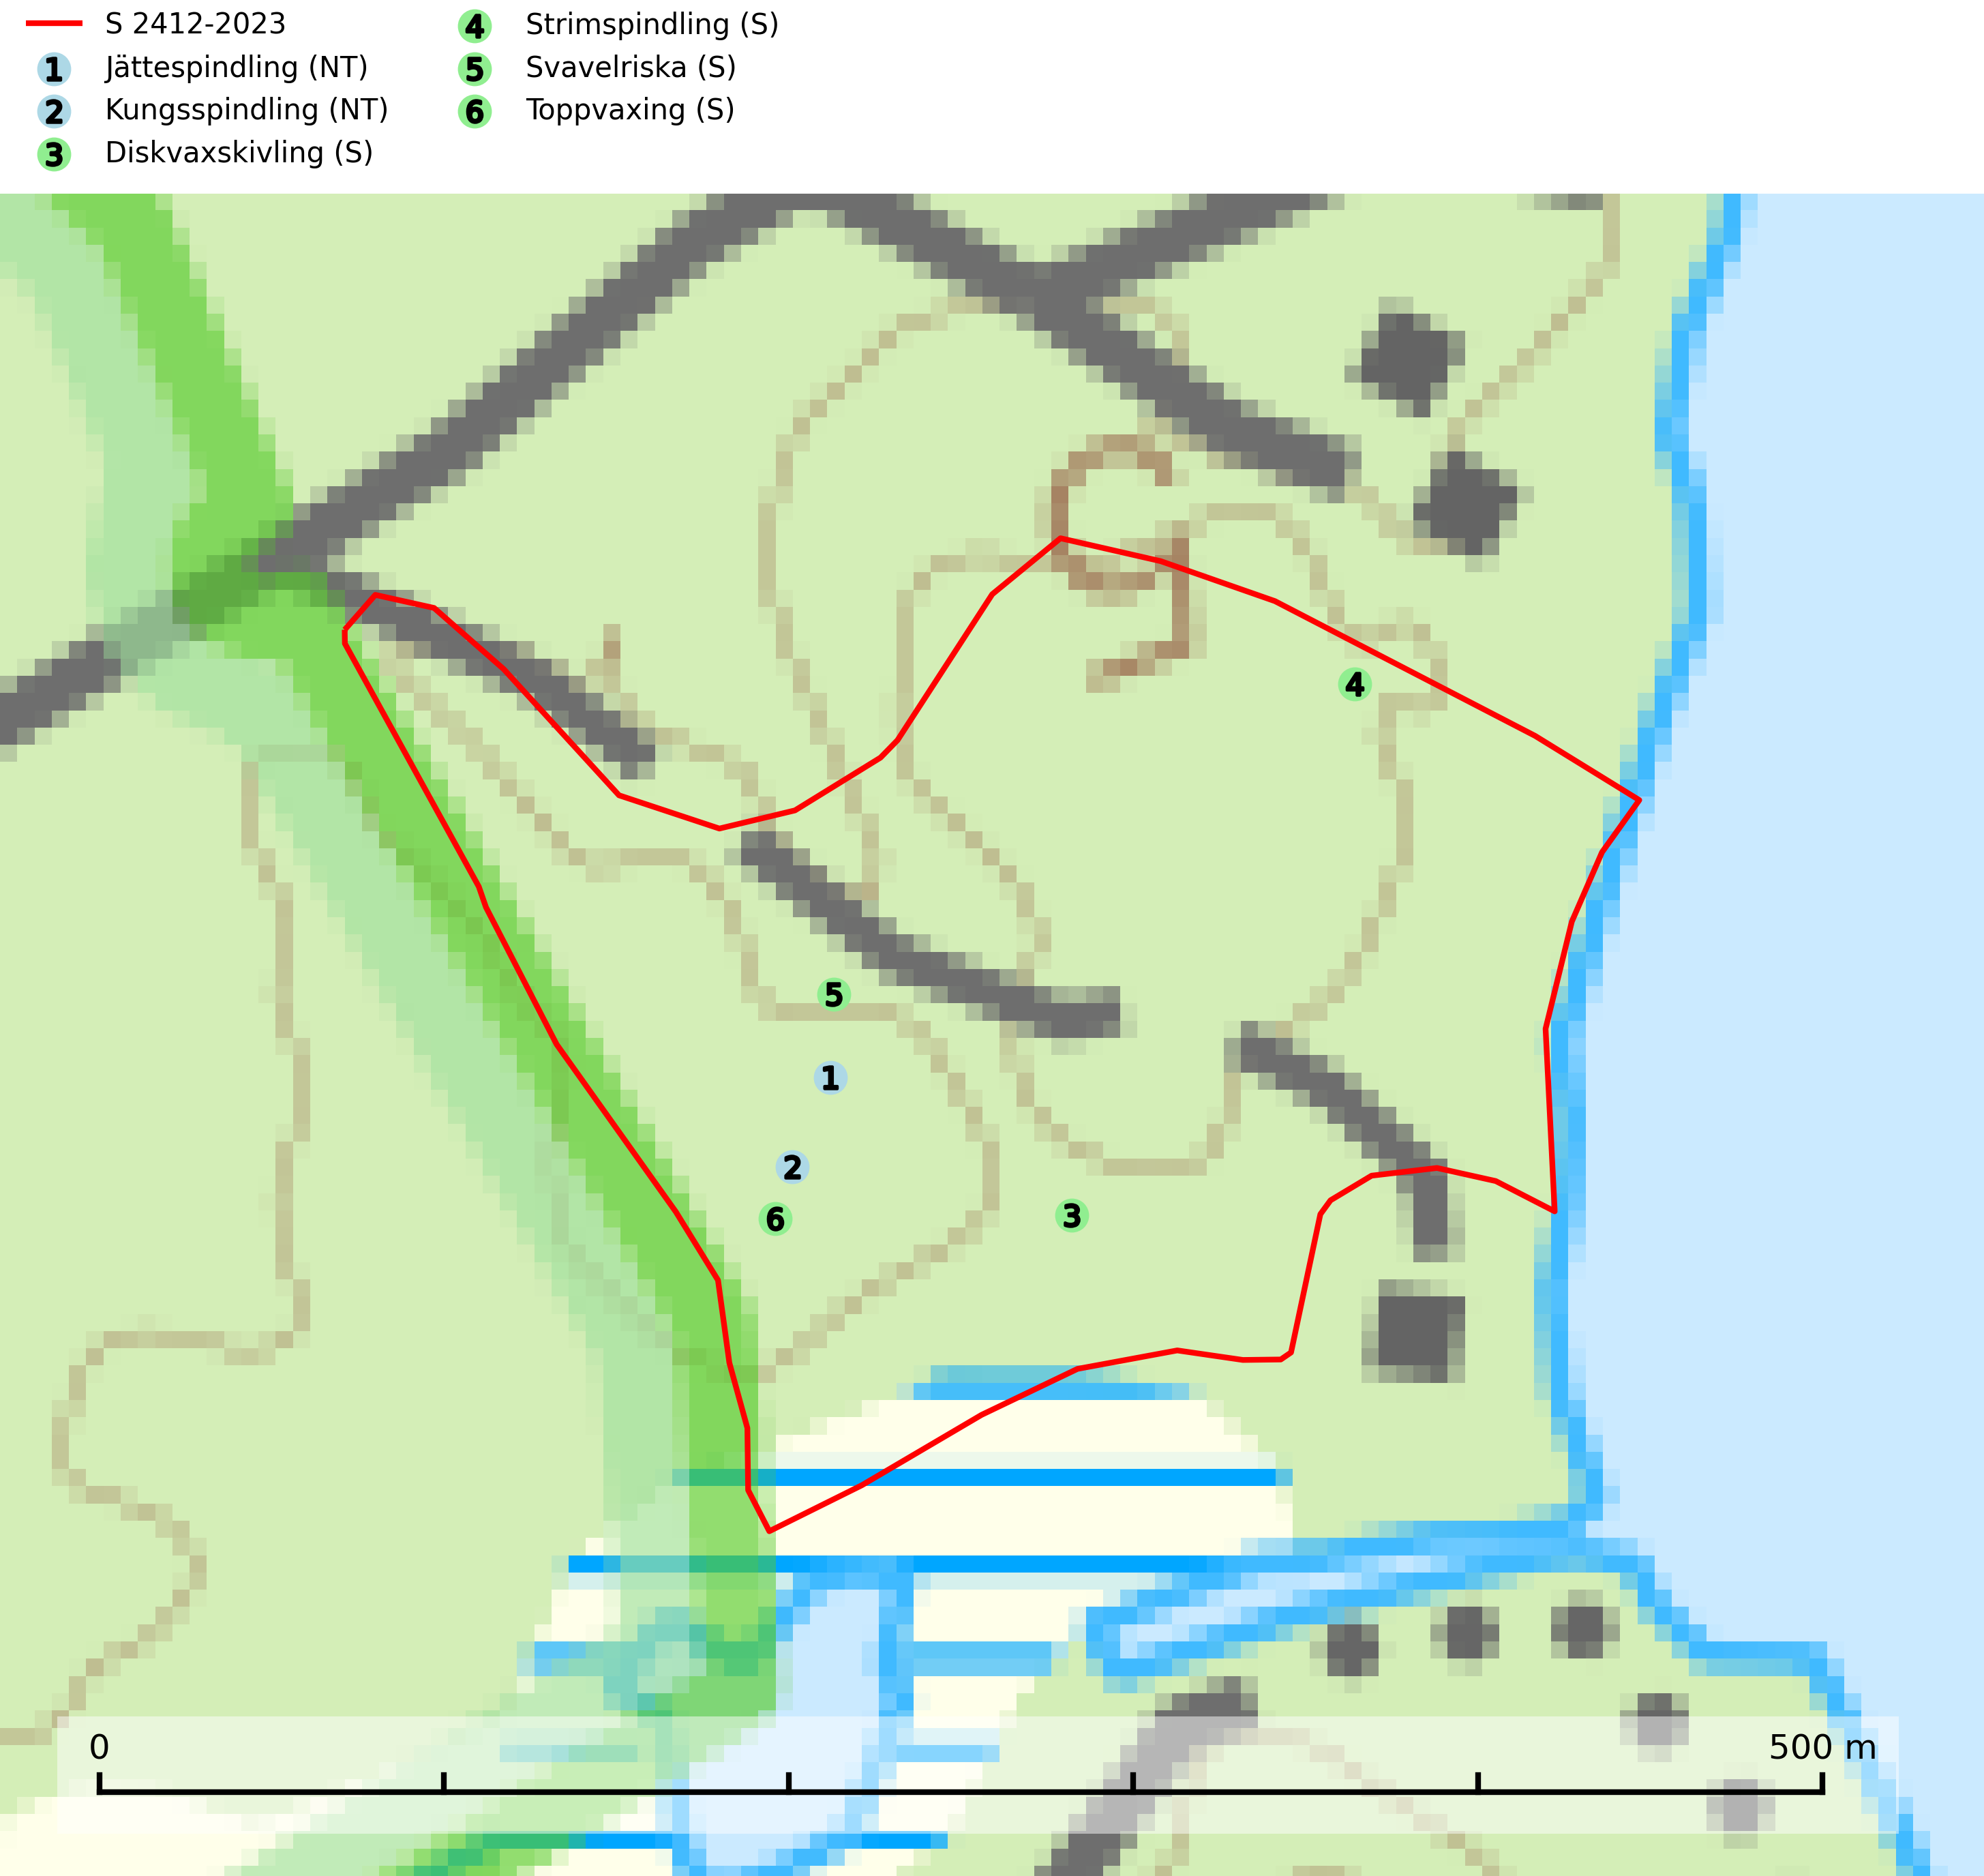 S 2412-2023
1 Jättespindling (NT)
2 Kungsspindling (NT)
3 Diskvaxskivling (S)
4 Strimspindling (S)
5 Svavelriska (S)
6 Toppvaxing (S)
4
5
1
2
6
3
0
500 m